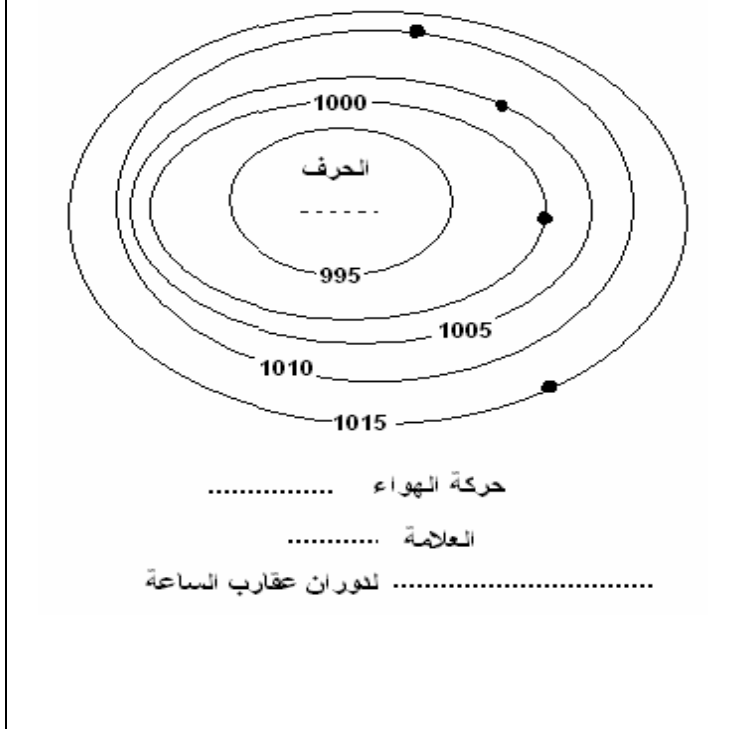 1000
الحرف
- - - - - -
995
1005
1010
1015
حركة الهواء ................
العلامة ............
................................. لدوران عقارب الساعة